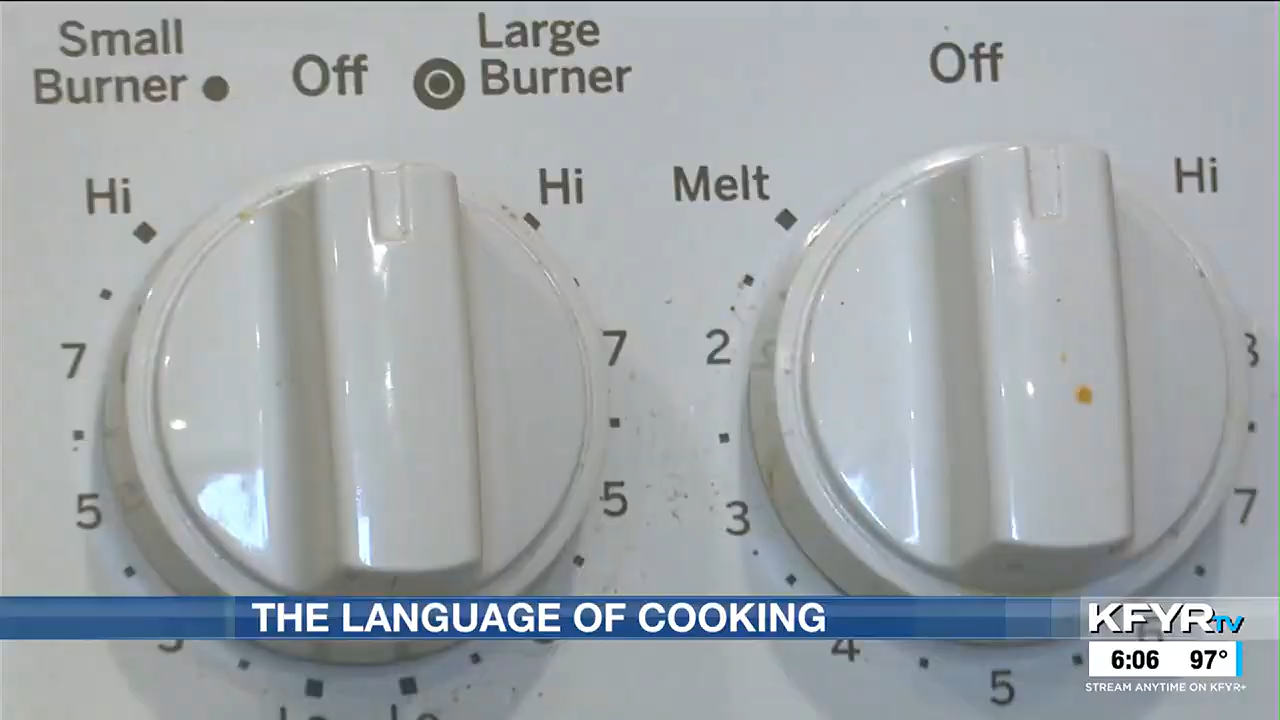 Small
Burner
Off
Large
Burner
Off
Hi
Hi
Melt
Hi
7
7
2
8
5
5
3
7
THE LANGUAGE OF COOKING
KFYR TV
4
5
6:06 97°
STREAM ANYTIME ON KFYR+